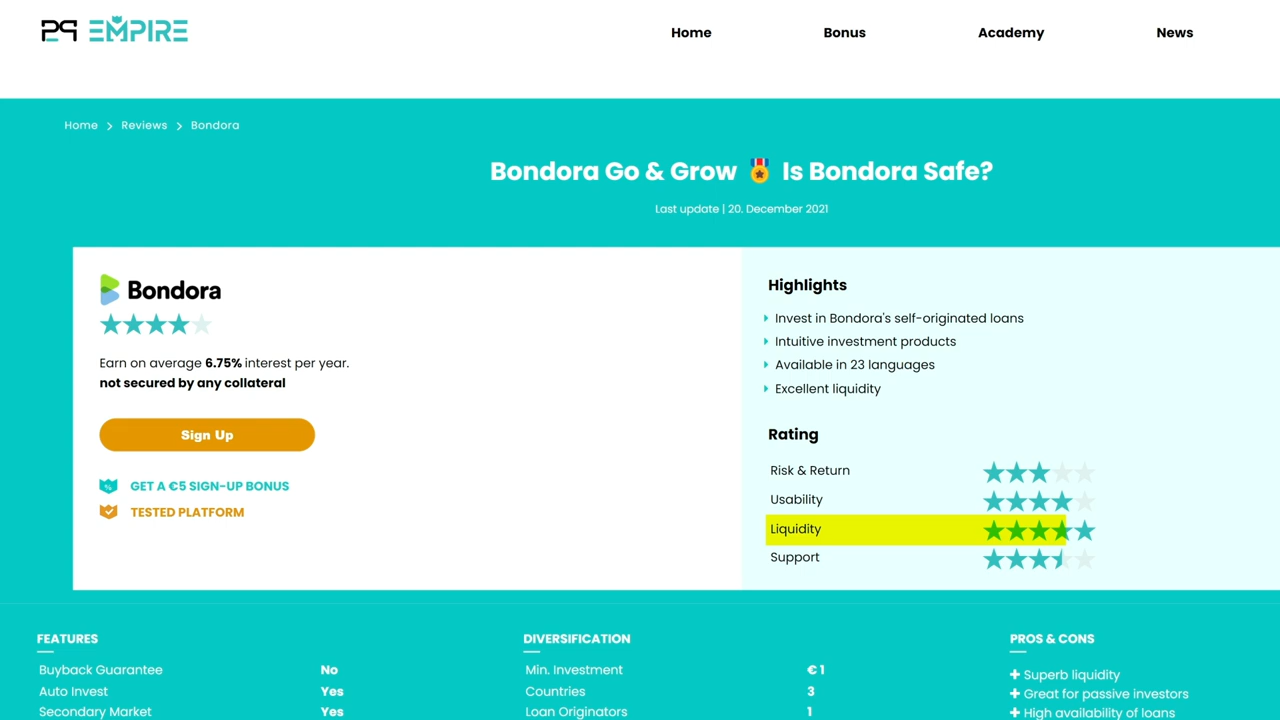 P2P EMPIRE
Home
Bonus
Academy
News
Home > Reviews > Bondora
Bondora Go & Grow 🏅 Is Bondora Safe?
Last update | 20. December 2021
Bondora
Earn on average 6.75% interest per year.
not secured by any collateral
Sign Up
GET A €5 SIGN-UP BONUS
TESTED PLATFORM
Highlights
Invest in Bondora's self-originated loans
Intuitive investment products
Available in 23 languages
Excellent liquidity
Rating
Risk & Return
Usability
Liquidity
Support
FEATURES
Buyback Guarantee No
Auto Invest Yes
Secondary Market Yes
DIVERSIFICATION
Min. Investment € 1
Countries 3
Loan Originators 1
PROS & CONS
+ Superb liquidity
+ Great for passive investors
+ High availability of loans